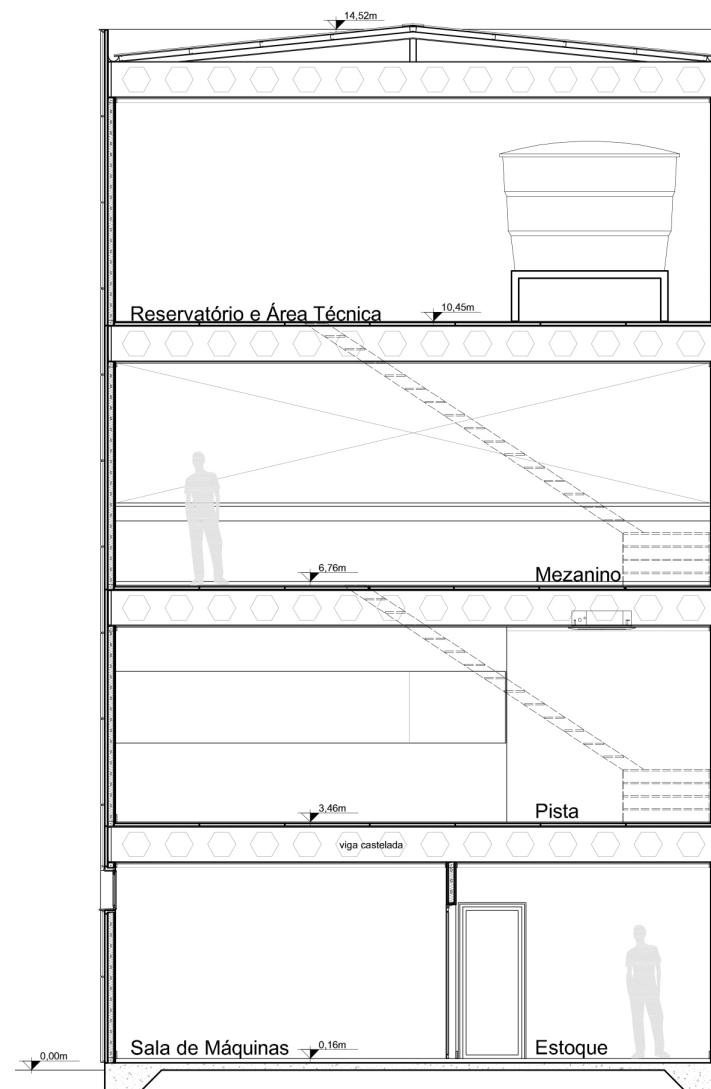 14,52m
Reservatório e Área Técnica
10,45m
6,76m
Mezanino
3,46m
Pista
viga castelada
Sala de Máquinas
0,16m
Estoque
0,00m